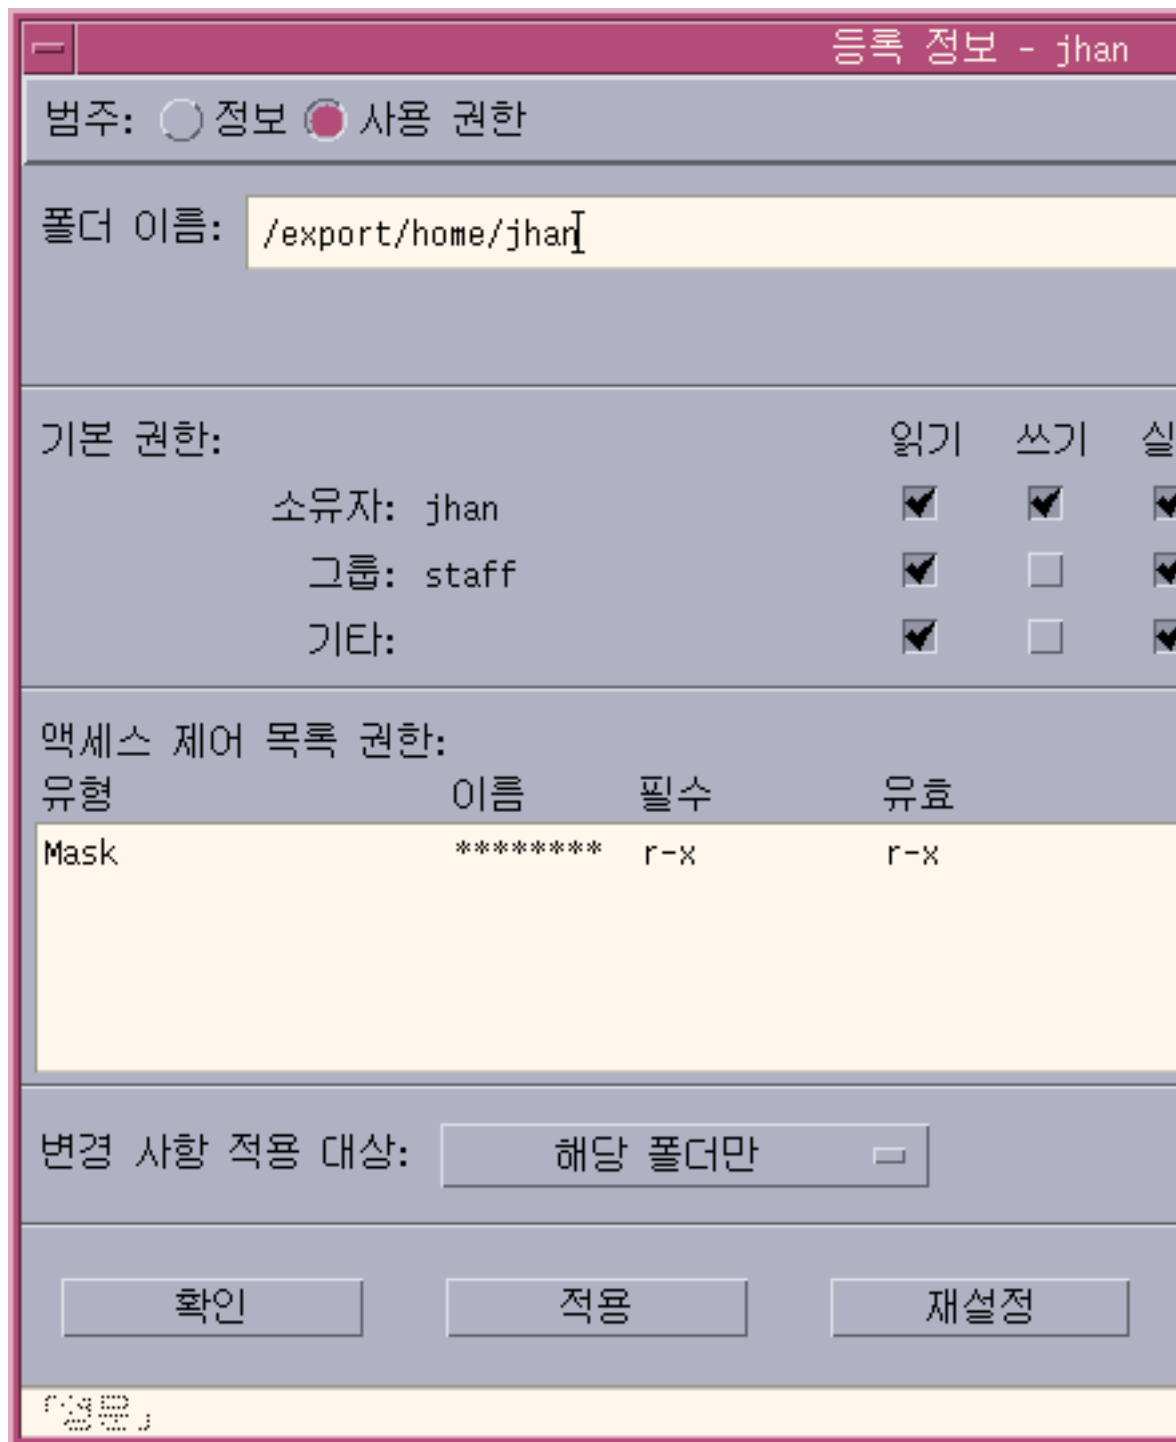 등록 정보 - jhan
범주: 정보 사용 권한
폴더 이름: /export/home/jhan
기본 권한: 읽기 쓰기 실
소유자: jhan
그룹: staff
기타:
액세스 제어 목록 권한:
유형 이름 필수 유효
Mask ******** r-x r-x
변경 사항 적용 대상: 해당 폴더만
확인 적용 재설정
「영문」